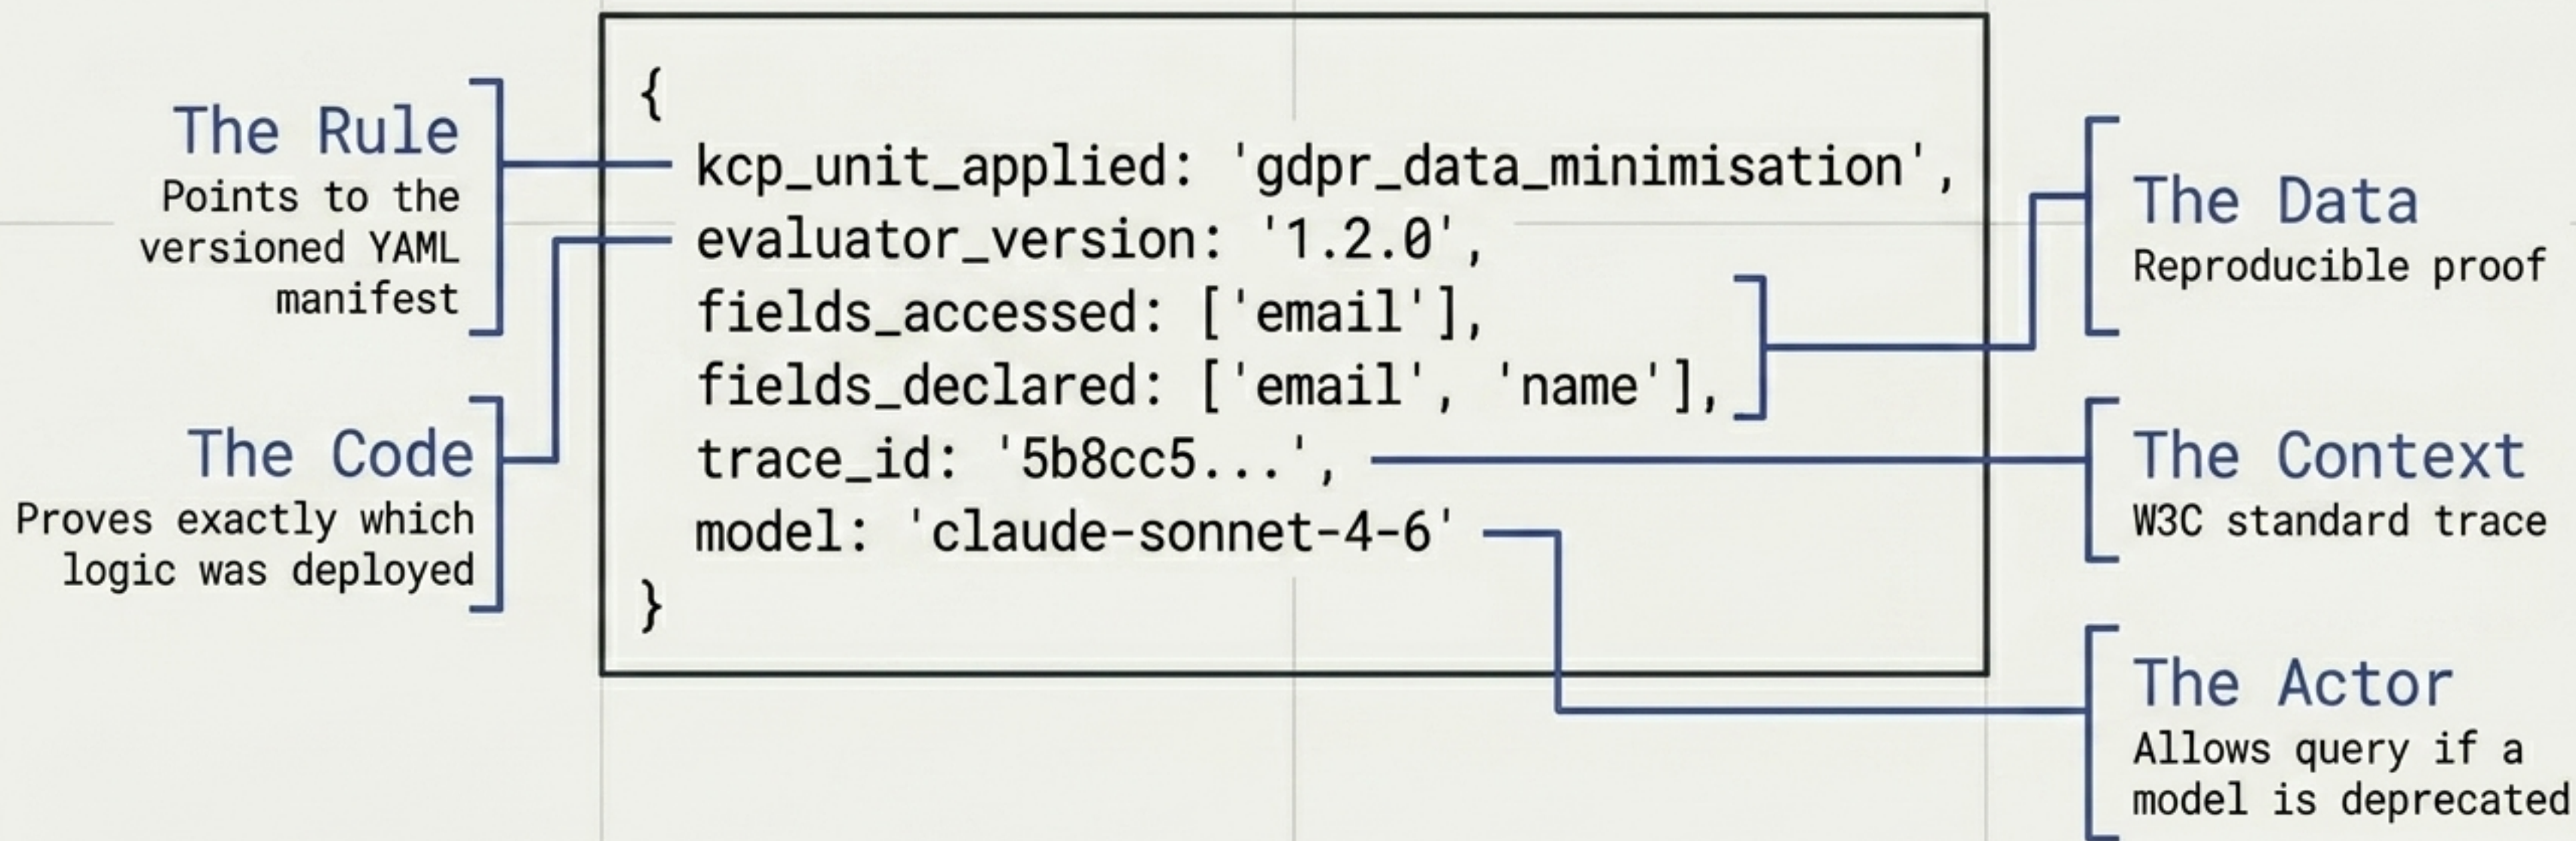 The Rule
Points to the
versioned YAML
manifest
The Code
Proves exactly which
logic was deployed
{
kcp_unit_applied: 'gdpr_data_minimisation',
evaluator_version: '1.2.0',
fields_accessed: ['email'],
fields_declared: ['email', 'name'],
trace_id: '5b8cc5...',
model: 'claude-sonnet-4-6'
}
The Data
Reproducible proof
The Context
W3C standard trace
The Actor
Allows query if a
model is deprecated